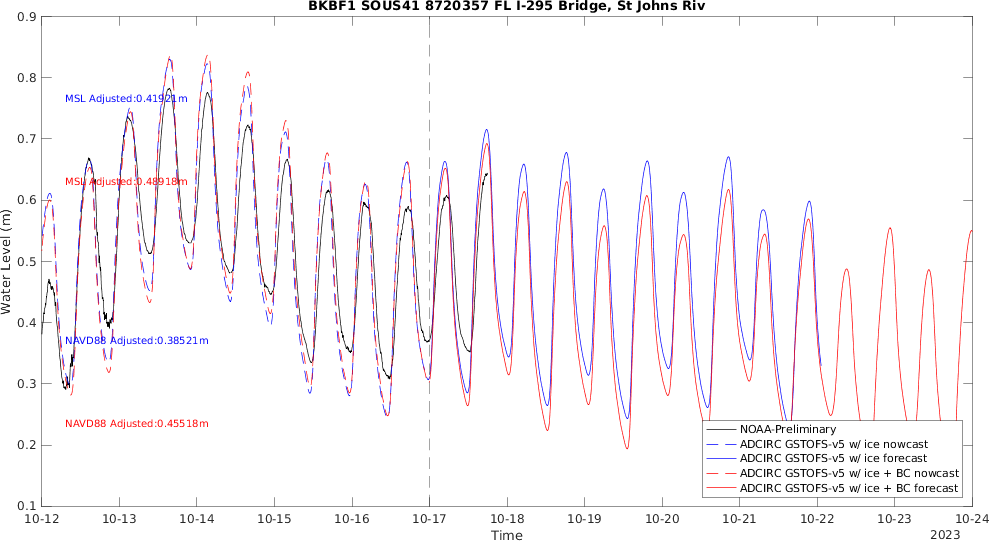 BKBF1 SOUS41 8720357 FL I-295 Bridge, St Johns Riv
0.9
0.8
0.7
0.6
0.5
0.4
0.3
0.2
0.1
Water Level (m)
MSL Adjusted:0.41921m
MSL Adjusted:0.48918m
NAVD88 Adjusted:0.38521m
NAVD88 Adjusted:0.45518m
NOAA-Preliminary
ADCIRC GSTOFS-v5 w/ ice nowcast
ADCIRC GSTOFS-v5 w/ ice forecast
ADCIRC GSTOFS-v5 w/ ice + BC nowcast
ADCIRC GSTOFS-v5 w/ ice + BC forecast
10-12 10-13 10-14 10-15 10-16 10-17 10-18 10-19 10-20 10-21 10-22 10-23 10-24
Time
2023